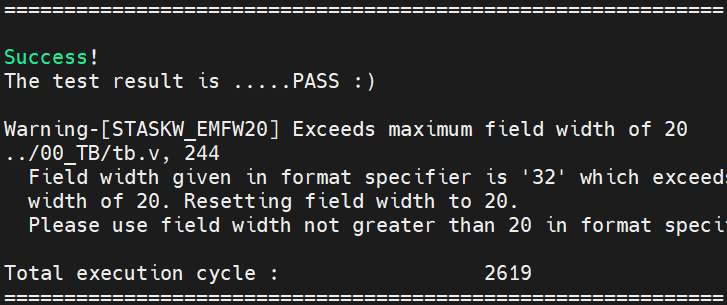 ============================================================
Success!
The test result is .....PASS :)
Warning-[STASKW_EMFW20] Exceeds maximum field width of 20
../00_TB/tb.v, 244
  Field width given in format specifier is '32' which exceeds
  width of 20. Resetting field width to 20.
  Please use field width not greater than 20 in format speci
Total execution cycle :                 2619
============================================================